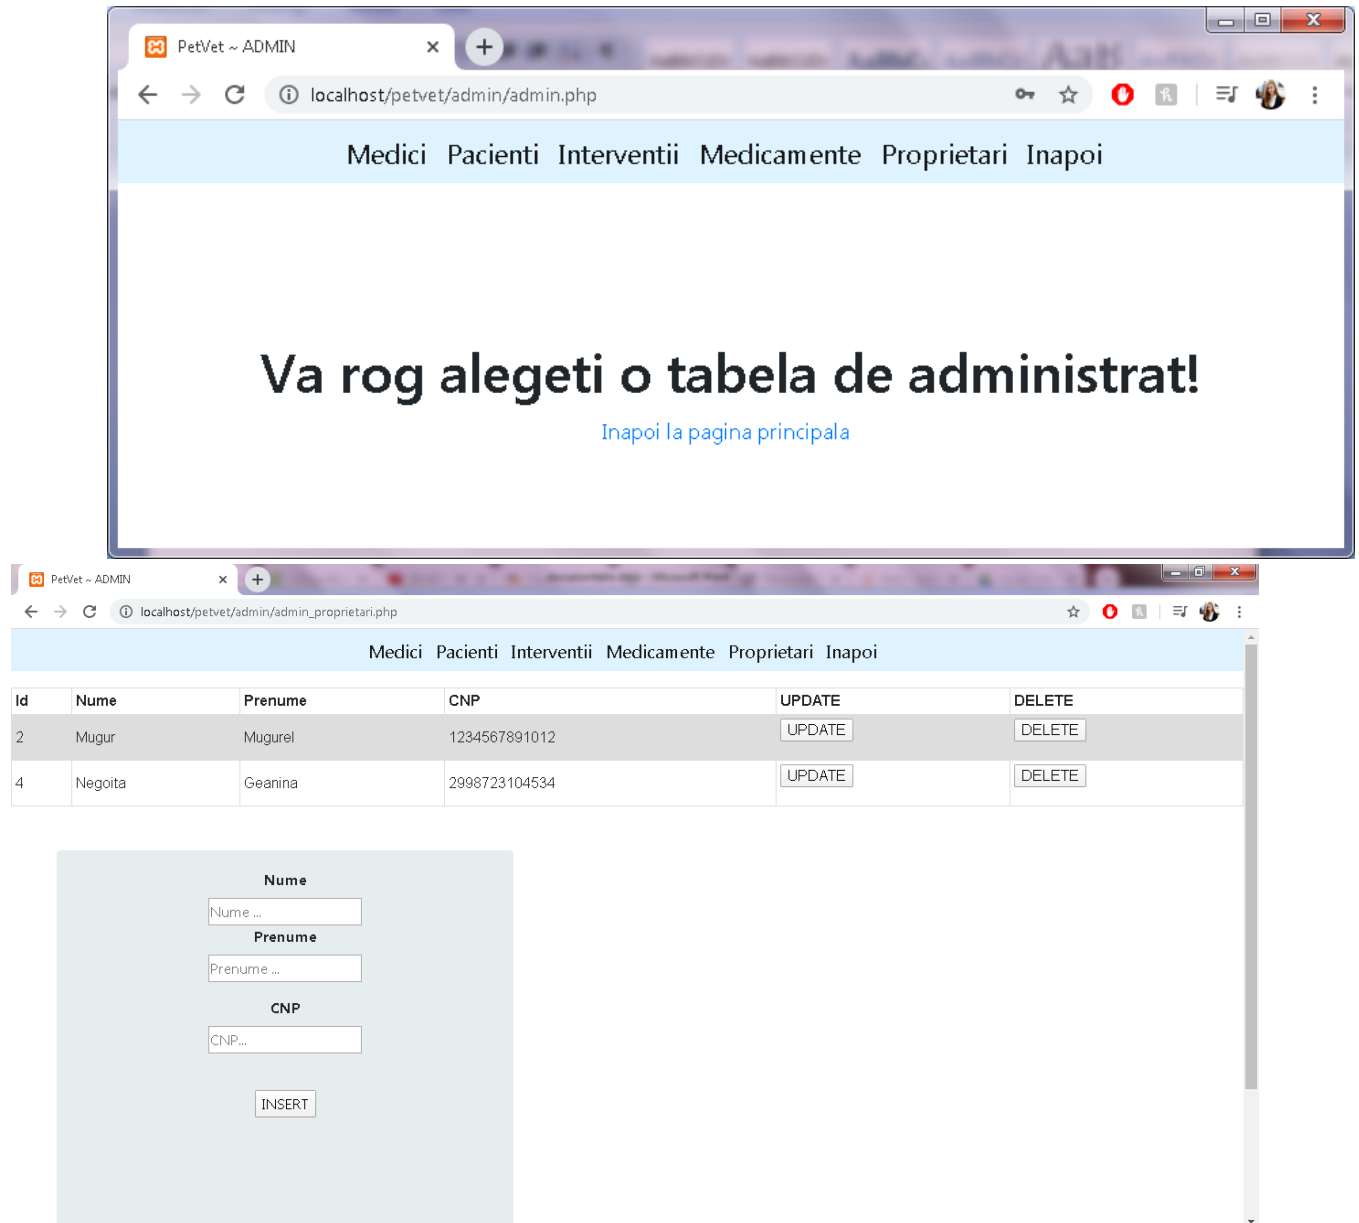 PetVet ~ ADMIN
localhost/petvet/admin/admin.php
Medici Pacienti Interventii Medicamente Proprietari Inapoi
Va rog alegeti o tabela de administrat!
Inapoi la pagina principala
PetVet ~ ADMIN
localhost/petvet/admin/admin_proprietari.php
Medici Pacienti Interventii Medicamente Proprietari Inapoi
Id Nume Prenume CNP UPDATE DELETE
2 Mugur Mugurel 1234567891012 UPDATE DELETE
4 Negoita Geanina 2998723104534 UPDATE DELETE
Nume
Nume ...
Prenume
Prenume ...
CNP
CNP...
INSERT